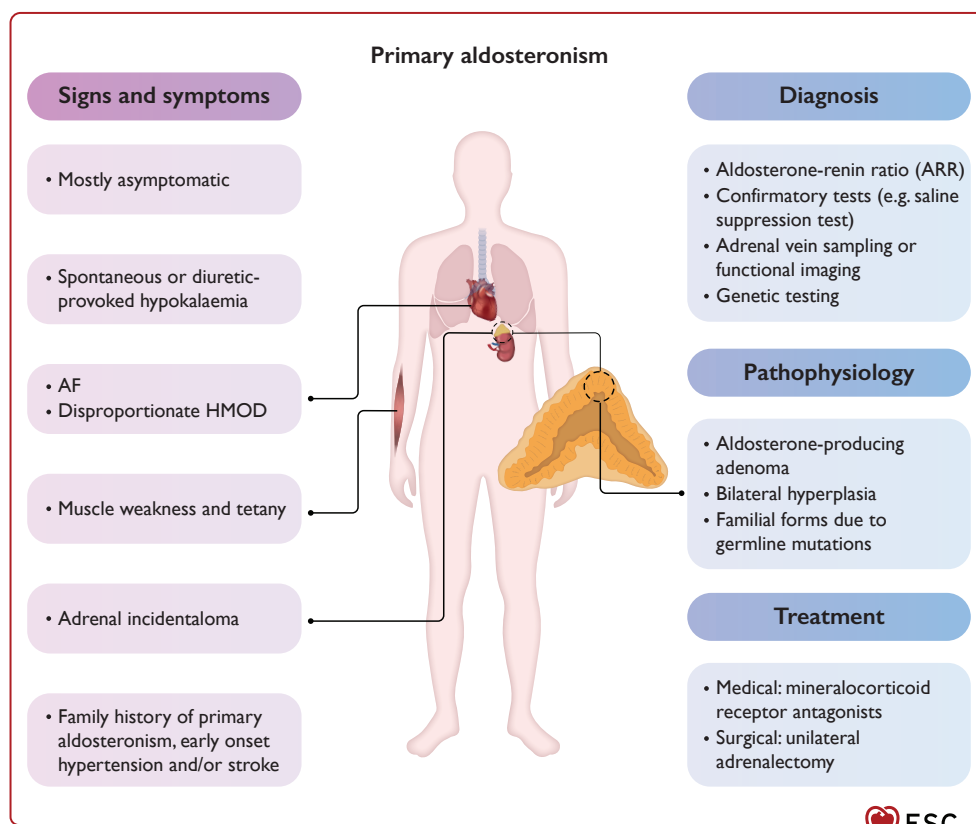 Primary aldosteronism
Signs and symptoms
• Mostly asymptomatic
• Spontaneous or diuretic-
provoked hypokalaemia
• AF
• Disproportionate HMOD
• Muscle weakness and tetany
• Adrenal incidentaloma
• Family history of primary
aldosteronism, early onset
hypertension and/or stroke
Diagnosis
• Aldosterone-renin ratio (ARR)
• Confirmatory tests (e.g. saline
suppression test)
• Adrenal vein sampling or
functional imaging
• Genetic testing
Pathophysiology
• Aldosterone-producing
adenoma
• Bilateral hyperplasia
• Familial forms due to
germline mutations
Treatment
• Medical: mineralocorticoid
receptor antagonists
• Surgical: unilateral
adrenalectomy
ESC